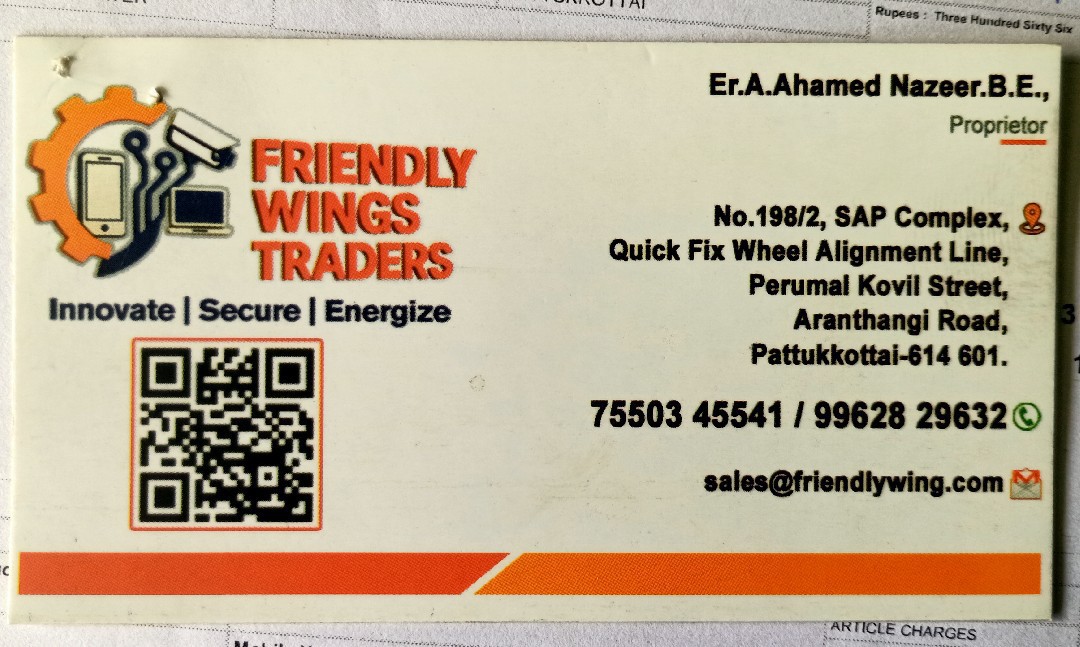 Rupees : Three Hundred Sixty Six
Er.A.Ahamed Nazeer.B.E.,
Proprietor
FRIENDLY
WINGS
TRADERS
Innovate | Secure | Energize
No.198/2, SAP Complex,
Quick Fix Wheel Alignment Line,
Perumal Kovil Street,
Aranthangi Road,
Pattukkottai-614 601.
75503 45541 / 99628 29632
sales@friendlywing.com
3
ARTICLE CHARGES